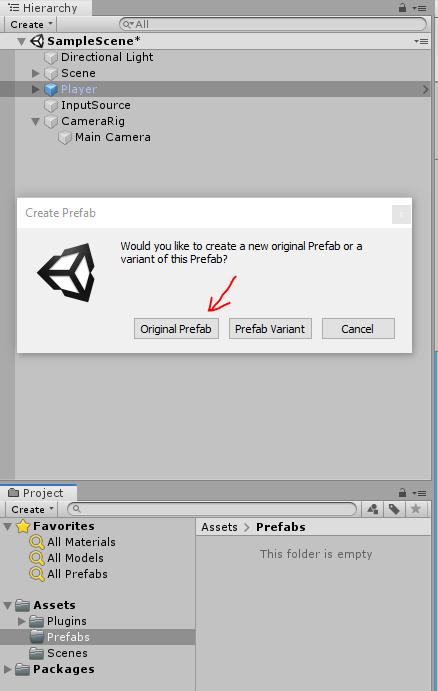 Hierarchy
Create
All
SampleScene*
Directional Light
Scene
Player
InputSource
CameraRig
Main Camera
Create Prefab
Would you like to create a new original Prefab or a
variant of this Prefab?
Original Prefab Prefab Variant Cancel
Project
Create
Favorites
All Materials
All Models
All Prefabs
Assets
Plugins
Prefabs
Scenes
Packages
Assets > Prefabs
This folder is empty